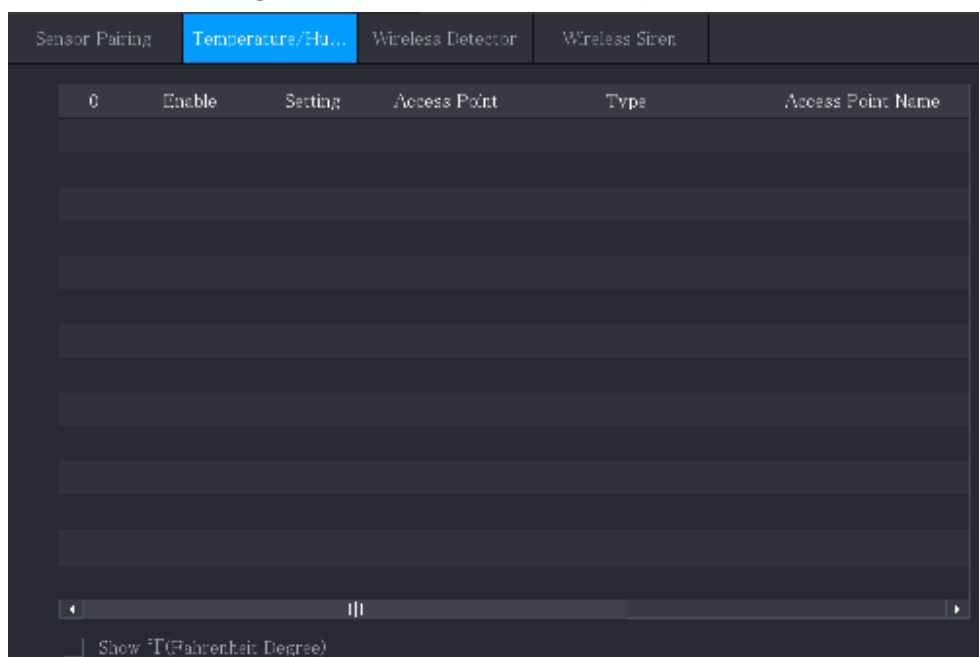 Sensor Pairing Temperature/Hu... Wireless Detector Wireless Siren
0 Enable Setting Access Point Type Access Point Name
Show °F(Fahrenheit Degree)